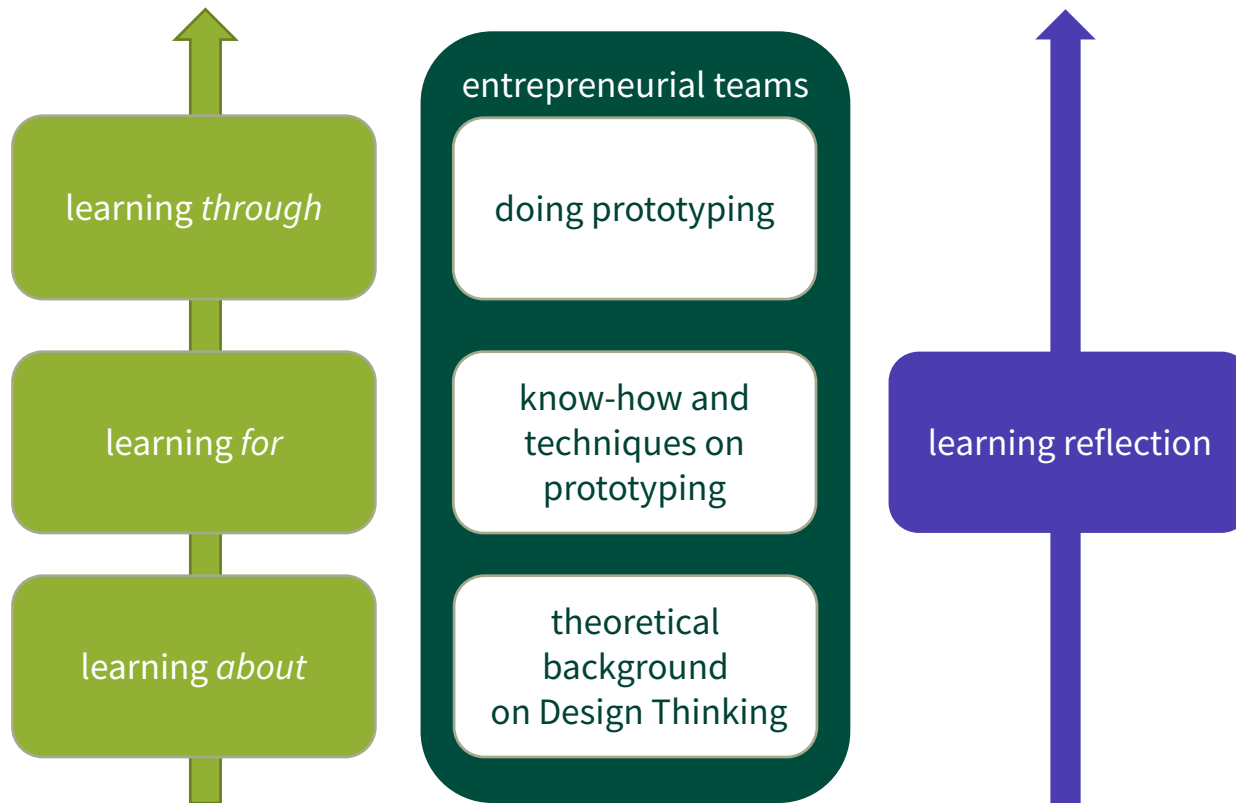 entrepreneurial teams
learning through
doing prototyping
learning for
know-how and
techniques on
prototyping
learning reflection
learning about
theoretical
background
on Design Thinking